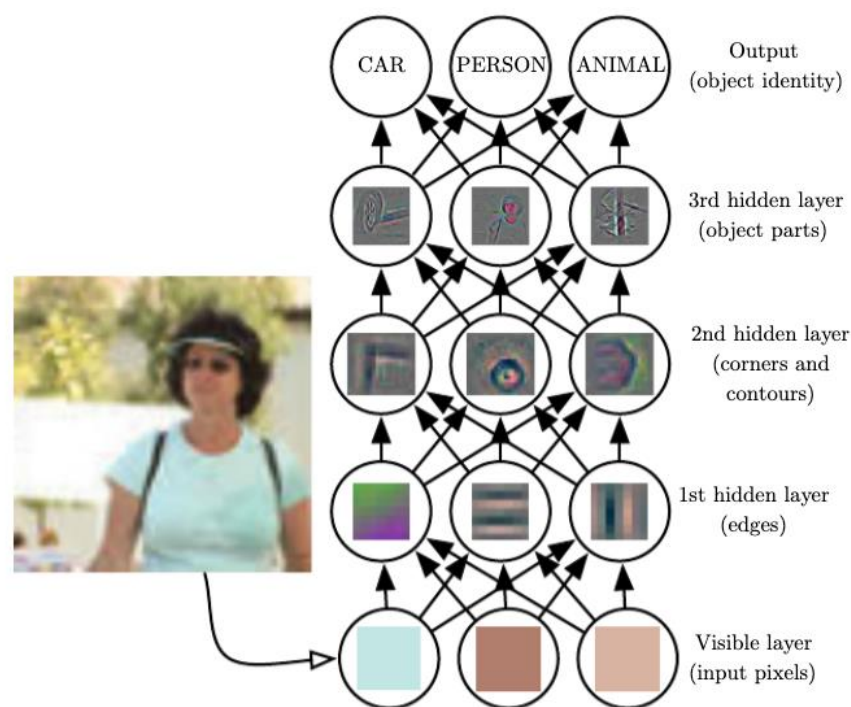 CAR
PERSON
ANIMAL
Output
(object identity)
3rd hidden layer
(object parts)
2nd hidden layer
(corners and
contours)
1st hidden layer
(edges)
Visible layer
(input pixels)